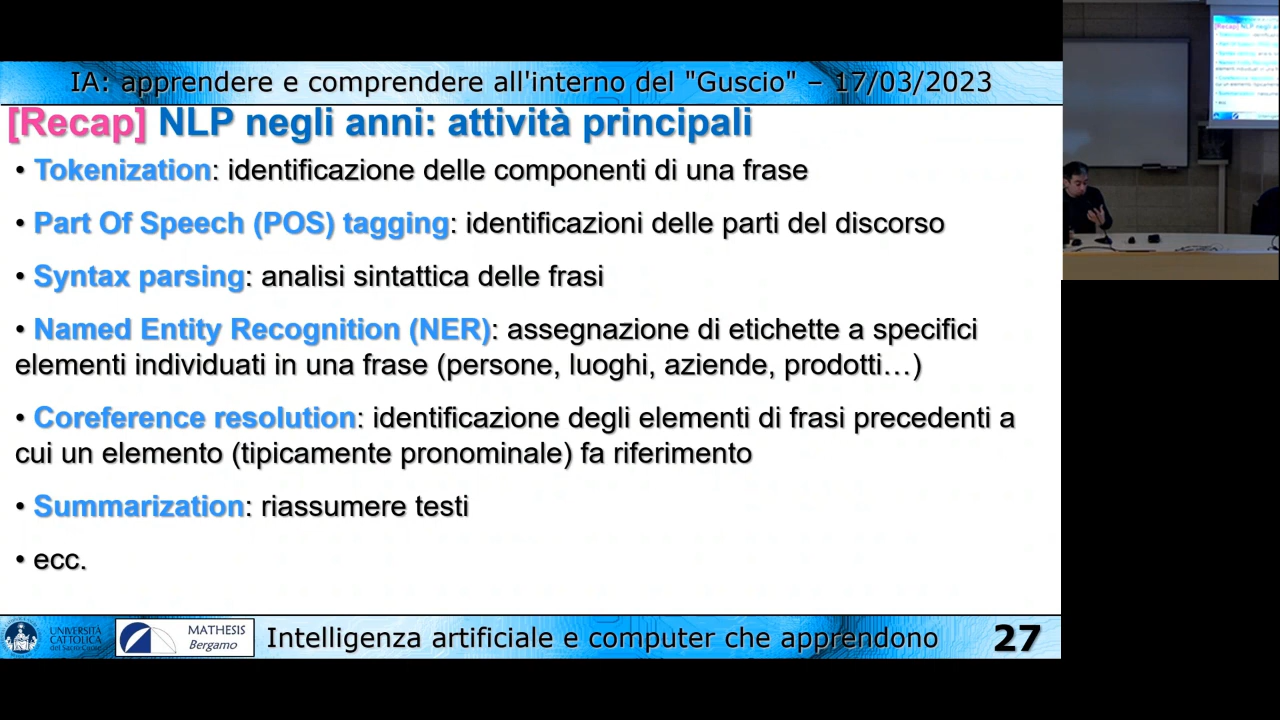 IA: apprendere e comprendere all'interno del "Guscio" – 17/03/2023
[Recap] NLP negli anni: attività principali
• Tokenization: identificazione delle componenti di una frase
• Part Of Speech (POS) tagging: identificazioni delle parti del discorso
• Syntax parsing: analisi sintattica delle frasi
• Named Entity Recognition (NER): assegnazione di etichette a specifici
elementi individuati in una frase (persone, luoghi, aziende, prodotti…)
• Coreference resolution: identificazione degli elementi di frasi precedenti a
cui un elemento (tipicamente pronominale) fa riferimento
• Summarization: riassumere testi
• ecc.
UNIVERSITÀ
CATTOLICA
del Sacro Cuore
MATHESIS
Bergamo
Intelligenza artificiale e computer che apprendono
27